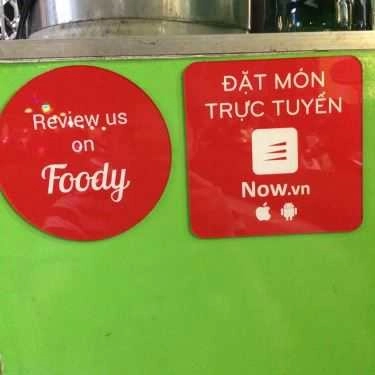 Review us
on
Foody
ĐẶT MÓN
TRỰC TUYẾN
Now.vn